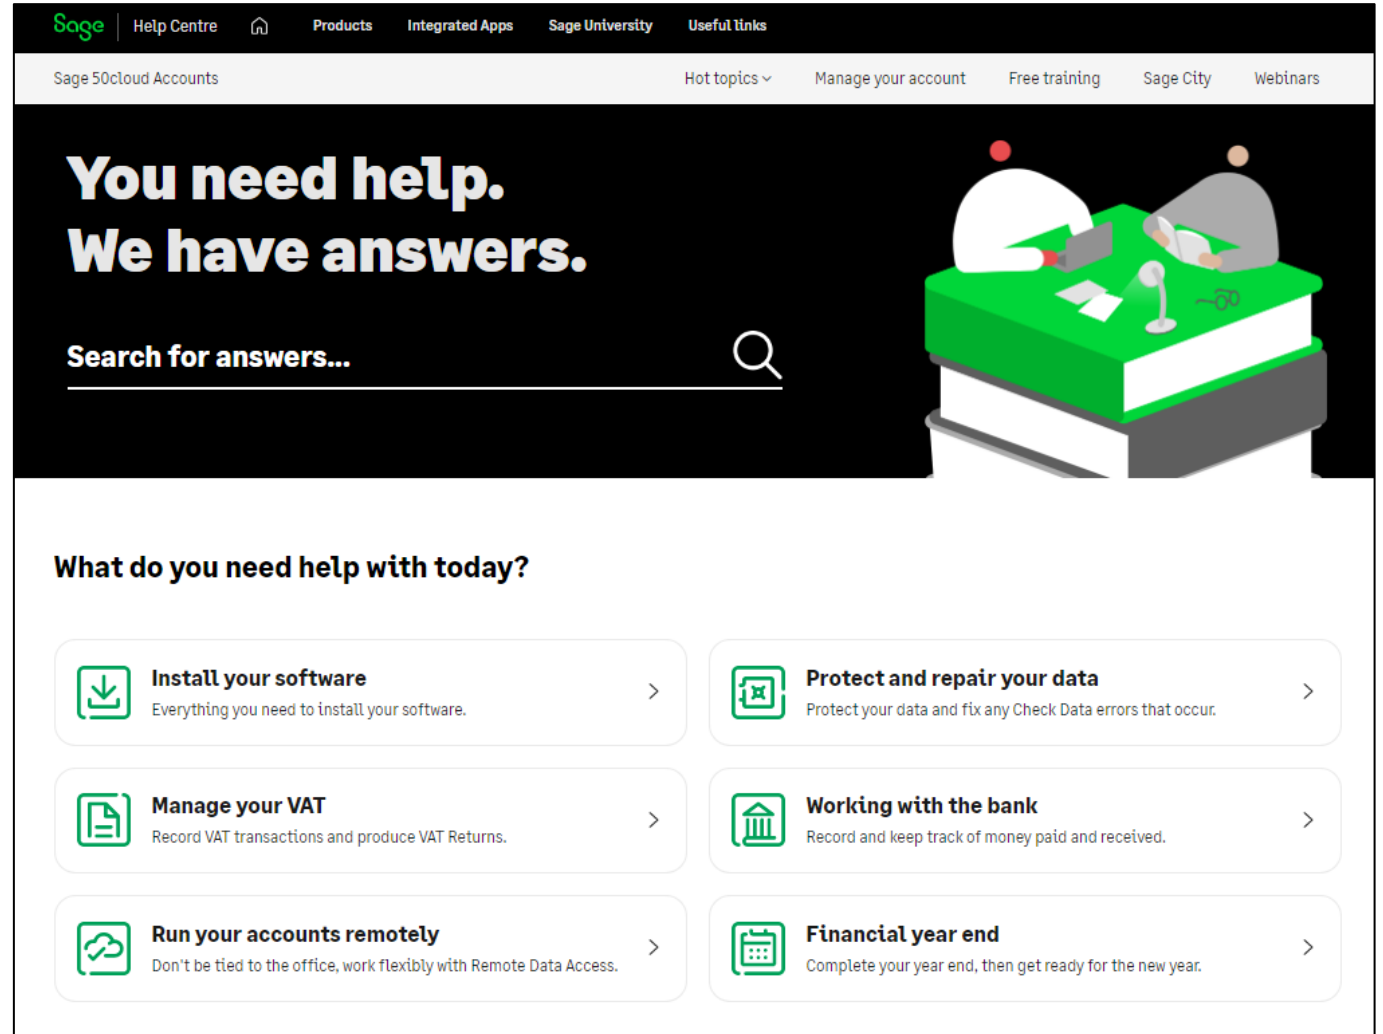 Sage Help Centre Products Integrated Apps Sage University Useful links
Sage 50cloud Accounts Hot topics Manage your account Free training Sage City Webinars
You need help.
We have answers.
Search for answers...
What do you need help with today?
Install your software
Everything you need to install your software.
Protect and repair your data
Protect your data and fix any Check Data errors that occur.
Manage your VAT
Record VAT transactions and produce VAT Returns.
Working with the bank
Record and keep track of money paid and received.
Run your accounts remotely
Don't be tied to the office, work flexibly with Remote Data Access.
Financial year end
Complete your year end, then get ready for the new year.